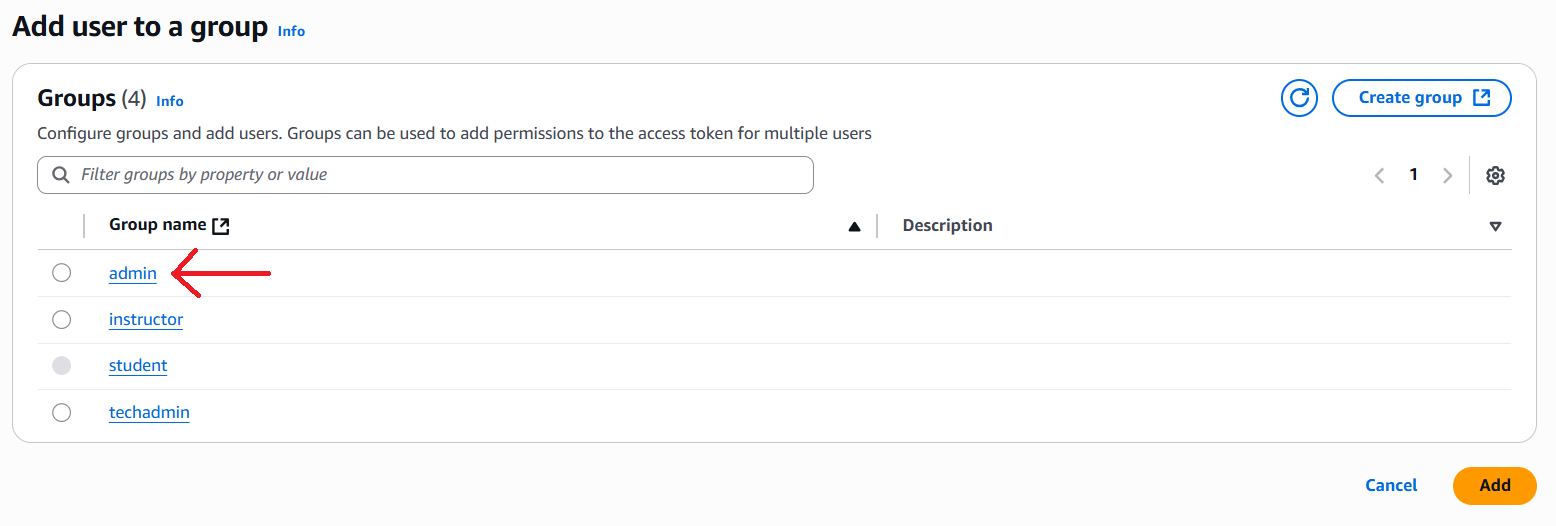 Add user to a group Info
Groups (4) Info
Create group
Configure groups and add users. Groups can be used to add permissions to the access token for multiple users
Filter groups by property or value
1
Group name
Description
admin
instructor
student
techadmin
Cancel
Add